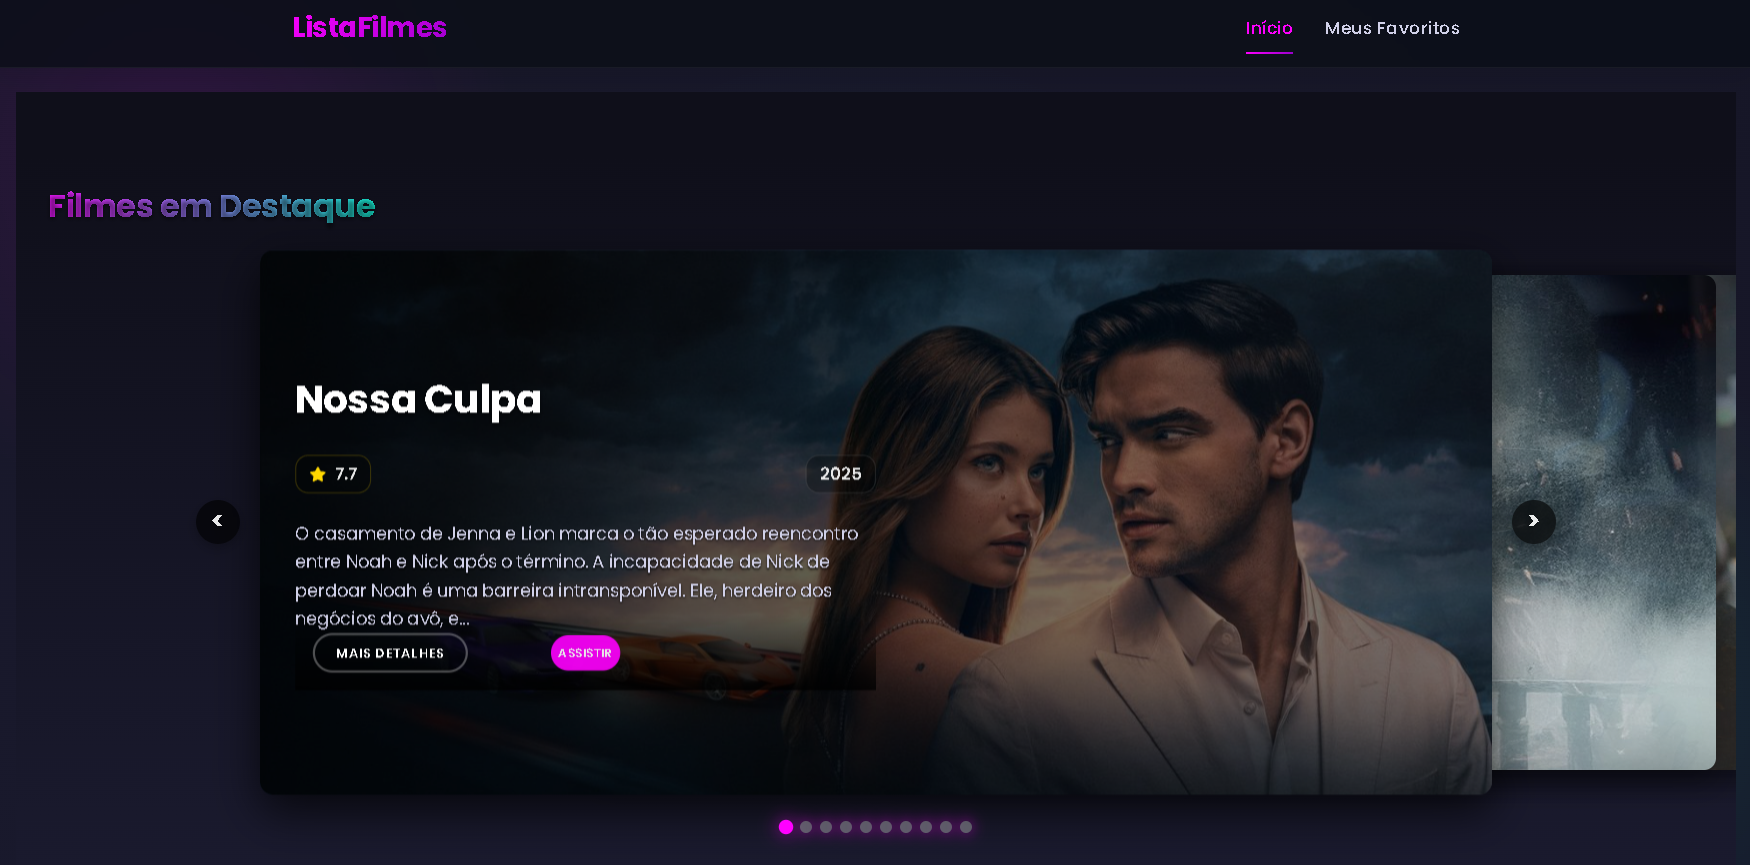 ListaFilmes
Início
Meus Favoritos
Filmes em Destaque
Nossa Culpa
7.7
2025
O casamento de Jenna e Lion marca o tão esperado reencontro
entre Noah e Nick após o término. A incapacidade de Nick de
perdoar Noah é uma barreira intransponível. Ele, herdeiro dos
negócios do avô, e...
MAIS DETALHES
ASSISTIR